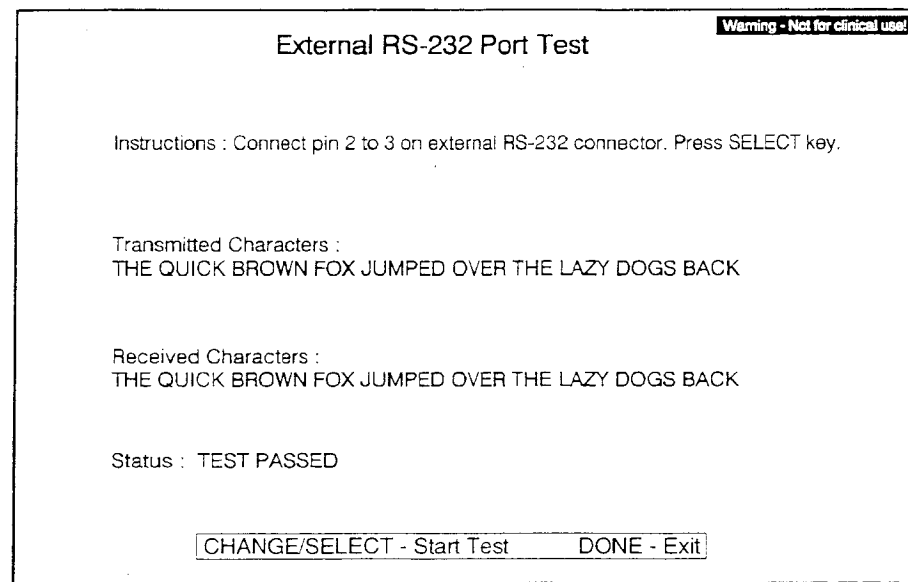 Warning - Not for clinical use!
External RS-232 Port Test
Instructions : Connect pin 2 to 3 on external RS-232 connector. Press SELECT key.
Transmitted Characters :
THE QUICK BROWN FOX JUMPED OVER THE LAZY DOGS BACK
Received Characters :
THE QUICK BROWN FOX JUMPED OVER THE LAZY DOGS BACK
Status : TEST PASSED
CHANGE/SELECT - Start Test DONE - Exit